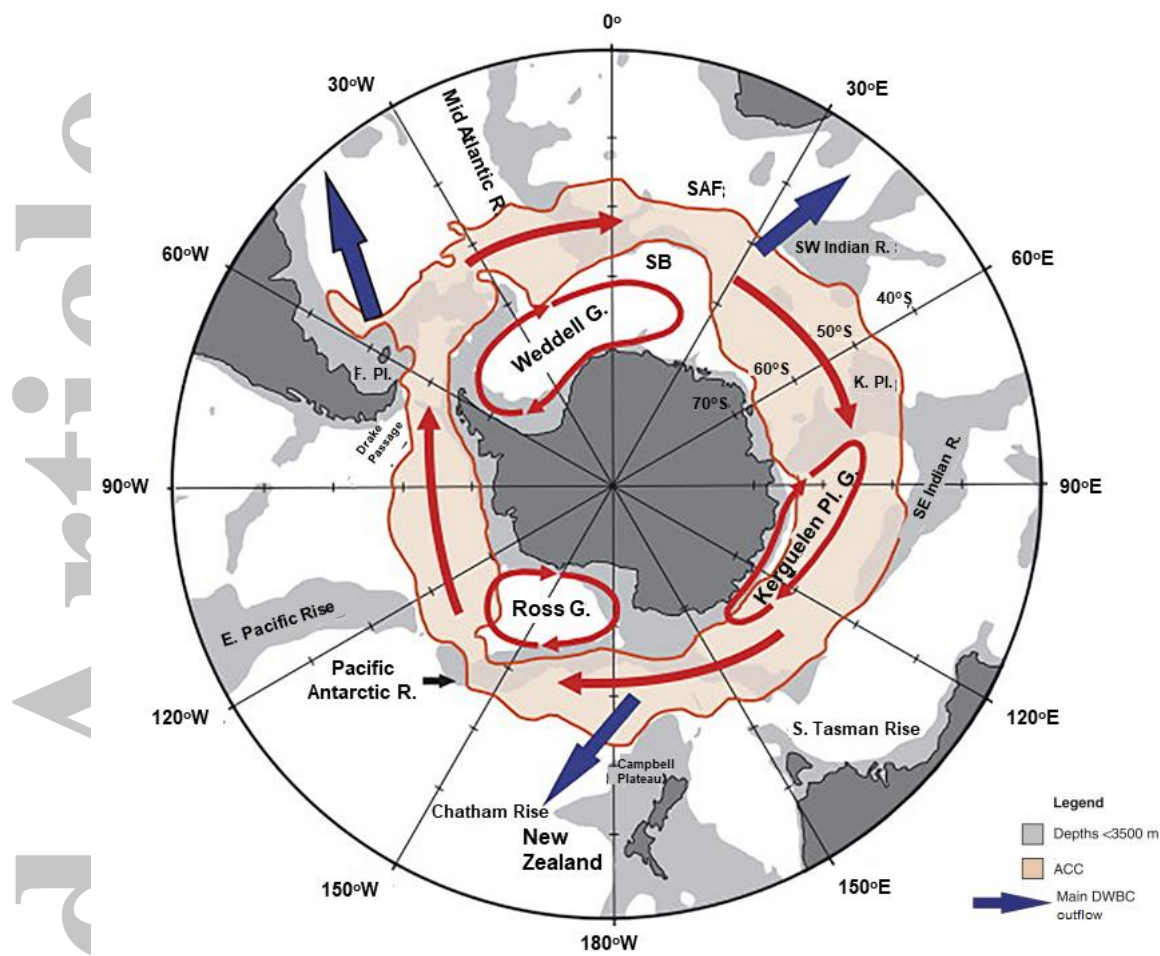 d Article
0°
30°W
30°E
Mid Atlantic R.
SAF
60°W
SW Indian R.
60°E
SB
40°S
Weddell G.
50°S
F. Pl.
60°S
K. Pl.
70°S
Drake
Passage
90°W
90°E
SE Indian R.
Kerguelen Pl. G.
Ross G.
E. Pacific Rise
Pacific
Antarctic R.
120°W
120°E
S. Tasman Rise
Campbell
Plateau
Chatham Rise
New
Zealand
Legend
Depths <3500 m
ACC
Main DWBC
outflow
150°W
150°E
180°W